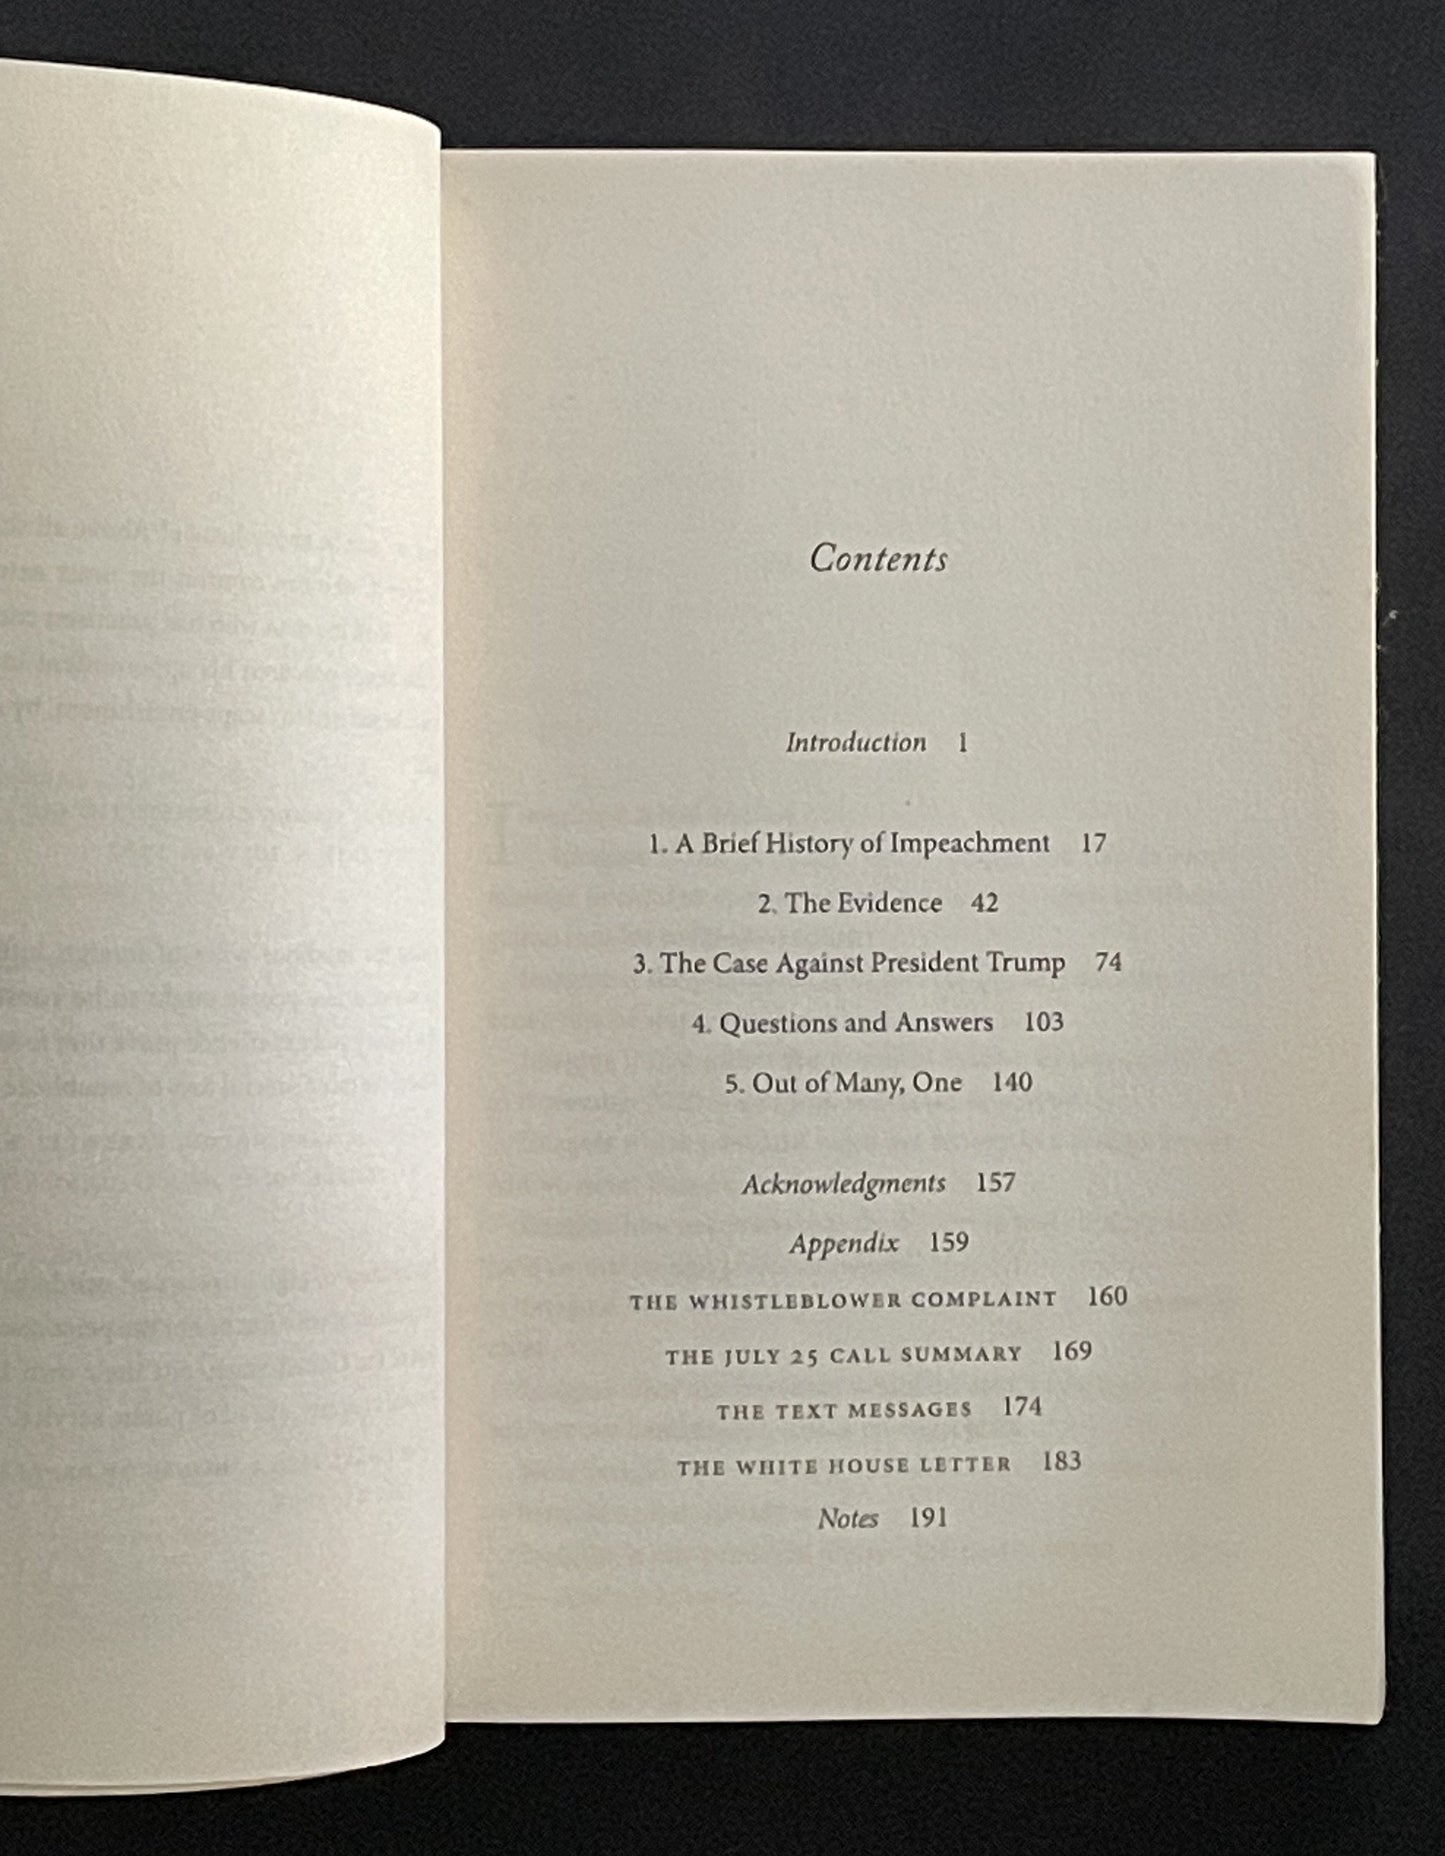 Contents
Introduction 1
1. A Brief History of Impeachment 17
2. The Evidence 42
3. The Case Against President Trump 74
4. Questions and Answers 103
5. Out of Many, One 140
Acknowledgments 157
Appendix 159
THE WHISTLEBLOWER COMPLAINT 160
THE JULY 25 CALL SUMMARY 169
THE TEXT MESSAGES 174
THE WHITE HOUSE LETTER 183
Notes 191